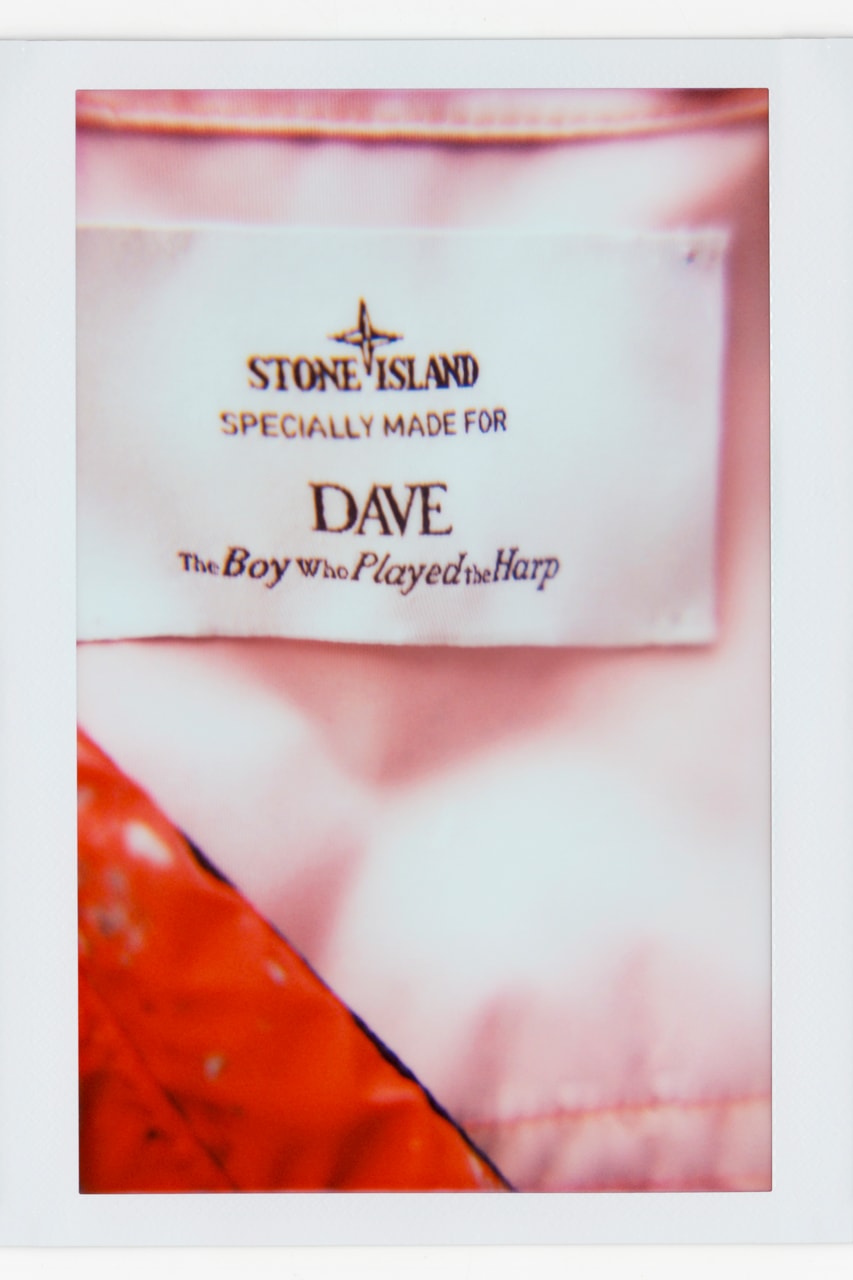 STONE ISLAND
SPECIALLY MADE FOR
DAVE
The Boy Who Played the Harp